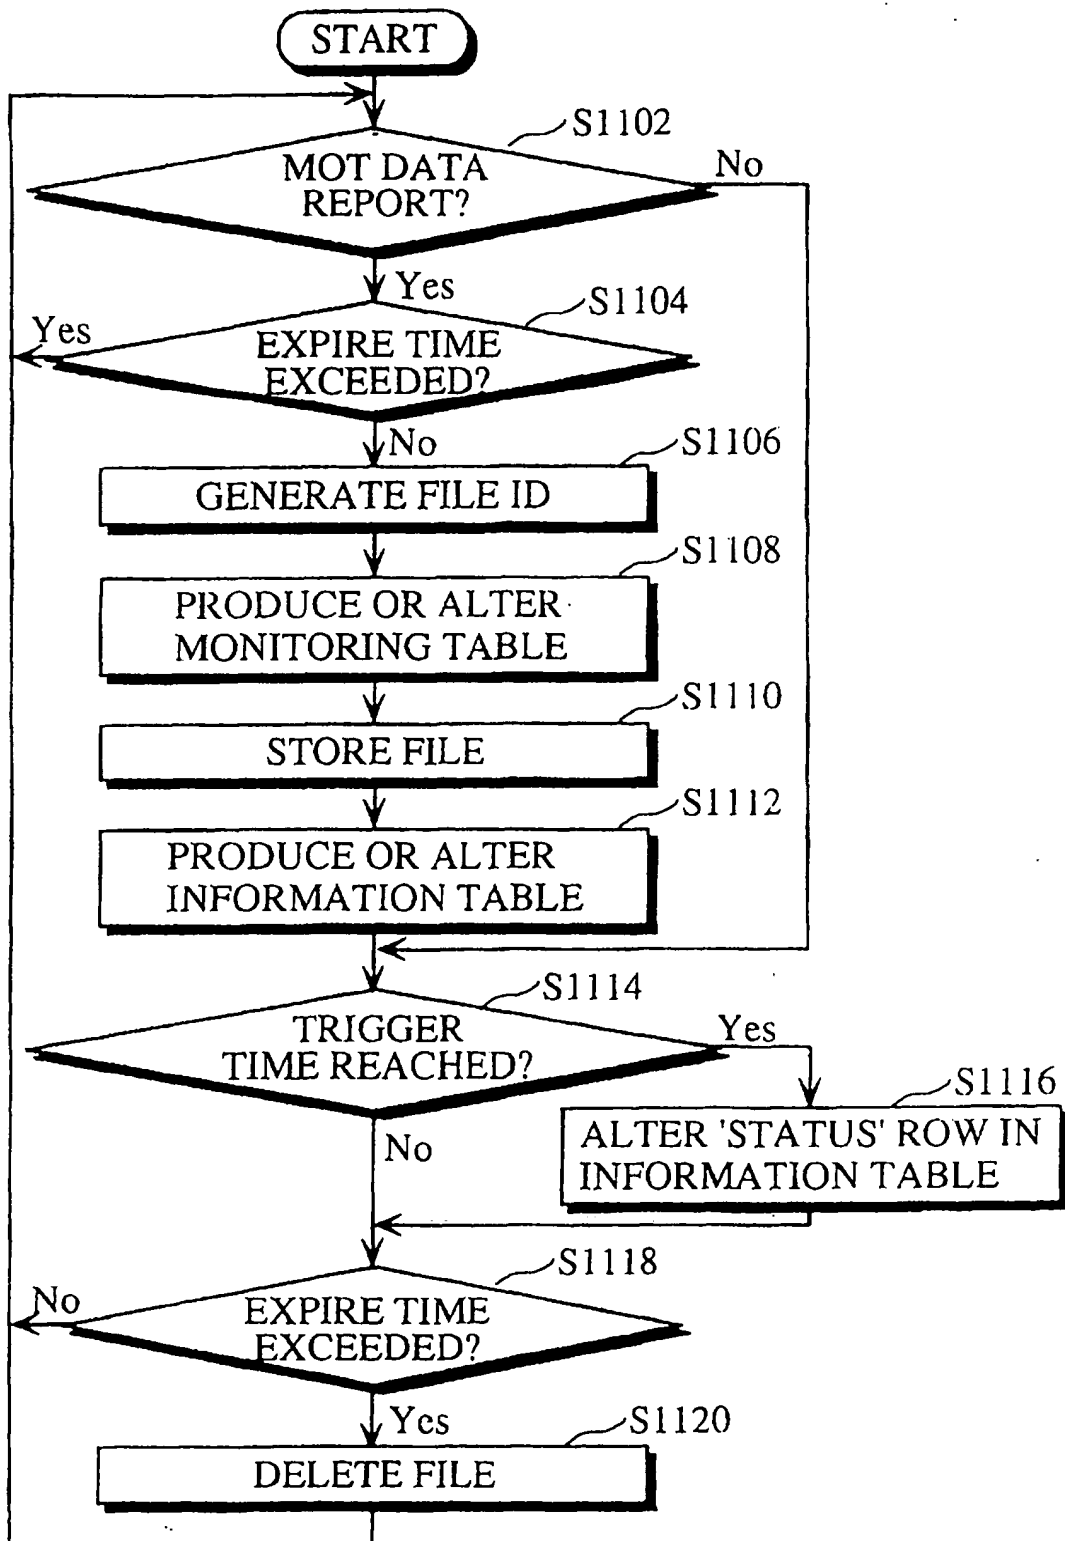 START
S1102
MOT DATA
REPORT?
No
Yes
S1104
Yes
EXPIRE TIME
EXCEEDED?
No
S1106
GENERATE FILE ID
S1108
PRODUCE OR ALTER
MONITORING TABLE
S1110
STORE FILE
S1112
PRODUCE OR ALTER
INFORMATION TABLE
S1114
TRIGGER
TIME REACHED?
Yes
S1116
ALTER 'STATUS' ROW IN
INFORMATION TABLE
No
S1118
No
EXPIRE TIME
EXCEEDED?
Yes
S1120
DELETE FILE